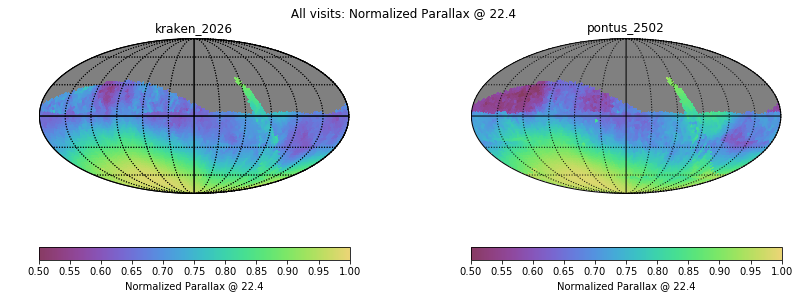 All visits: Normalized Parallax @ 22.4
kraken_2026
pontus_2502
0.50 0.55 0.60 0.65 0.70 0.75 0.80 0.85 0.90 0.95 1.00
Normalized Parallax @ 22.4
0.50 0.55 0.60 0.65 0.70 0.75 0.80 0.85 0.90 0.95 1.00
Normalized Parallax @ 22.4